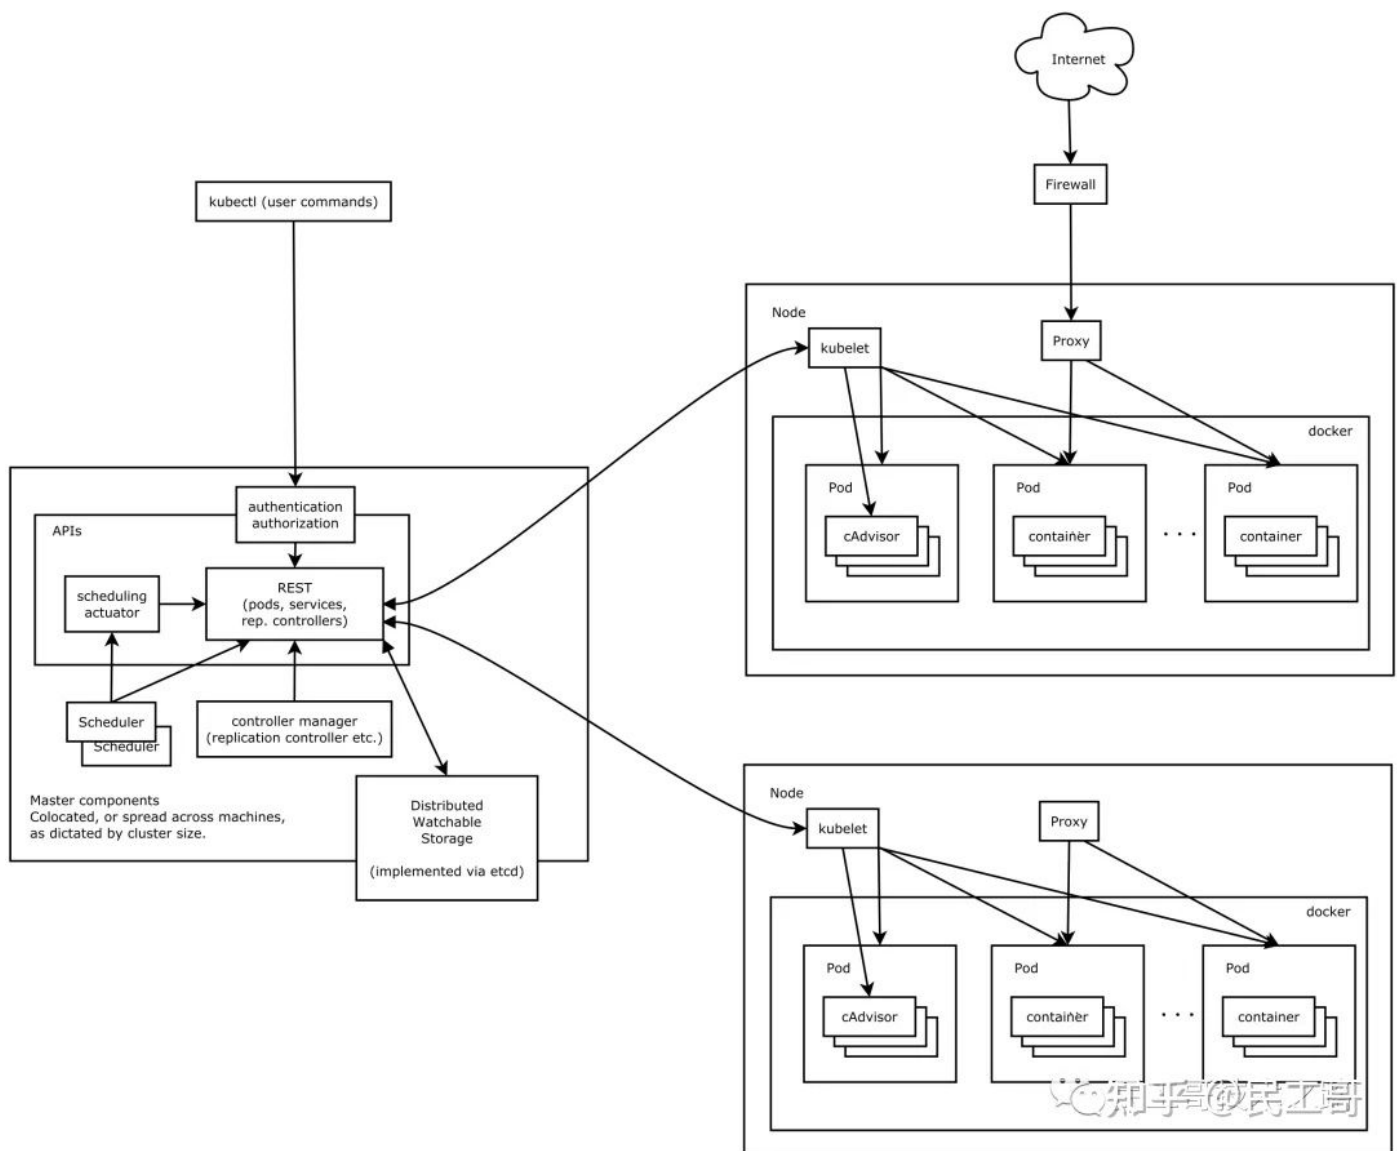 Internet
Firewall
kubectl (user commands)
authentication
authorization
APIs
scheduling
actuator
REST
(pods, services,
rep. controllers)
Scheduler
Scheduler
controller manager
(replication controller etc.)
Master components
Colocated, or spread across machines,
as dictated by cluster size.
Distributed
Watchable
Storage
(implemented via etcd)
Node
kubelet
Proxy
docker
Pod
cAdvisor
Pod
container
. . .
Pod
container
Node
kubelet
Proxy
docker
Pod
cAdvisor
Pod
container
. . .
Pod
container
知乎 @民工哥